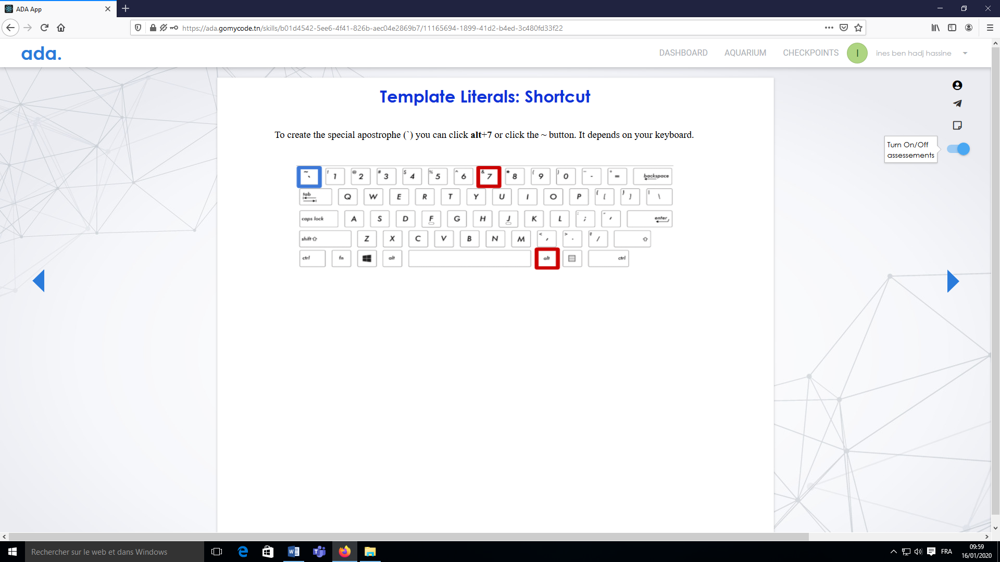 ADA App
https://ada.gomycode.tn/skills/b01d4542-5ee6-4f41-826b-aec04e2869b7/11165694-1899-41d2-b4ed-3c480fd33f22
ada.
DASHBOARD AQUARIUM CHECKPOINTS I ines ben hadj hassine
Template Literals: Shortcut
To create the special apostrophe (`) you can click alt+7 or click the ~ button. It depends on your keyboard.
Turn On/Off
assessements
~ ` ! 1 @ 2 # 3 $ 4 % 5 ^ 6 & 7 * 8 ( 9 ) 0 _ - + = backspace
tab Q W E R T Y U I O P { [ } ] | \
caps lock A S D F G H J K L : ; " ' enter
shift Z X C V B N M < , > . ? /
ctrl fn alt alt ctrl
Rechercher sur le web et dans Windows
FRA
09:59
16/01/2020